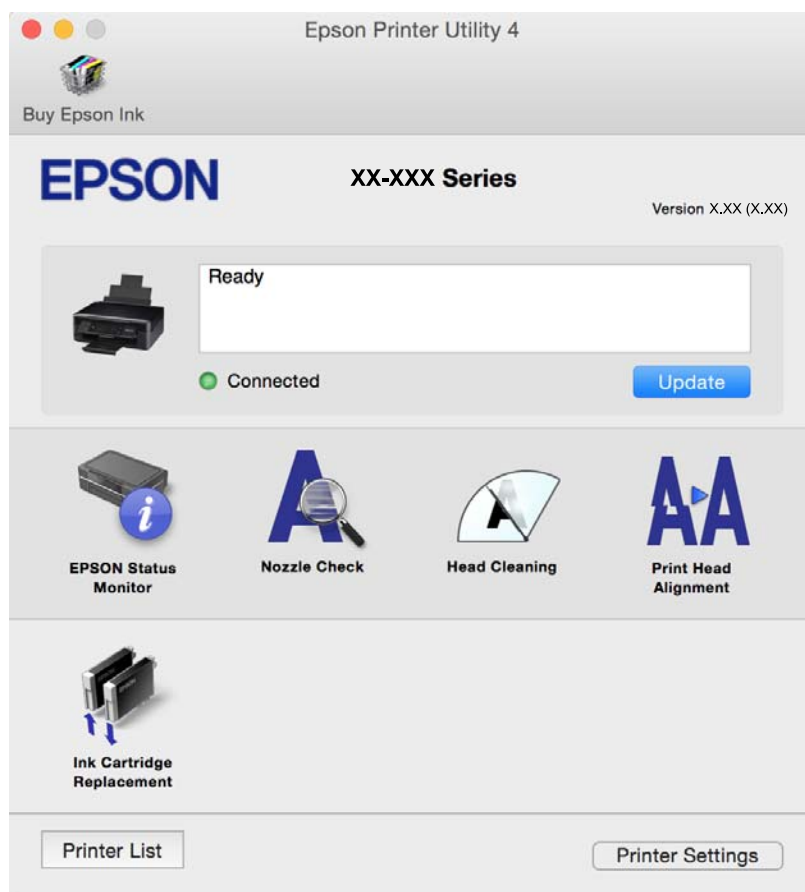 Epson Printer Utility 4
Buy Epson Ink
EPSON
XX-XXX Series
Version X.XX (X.XX)
Ready
Connected
Update
EPSON Status
Monitor
Nozzle Check
Head Cleaning
Print Head
Alignment
Ink Cartridge
Replacement
Printer List
Printer Settings